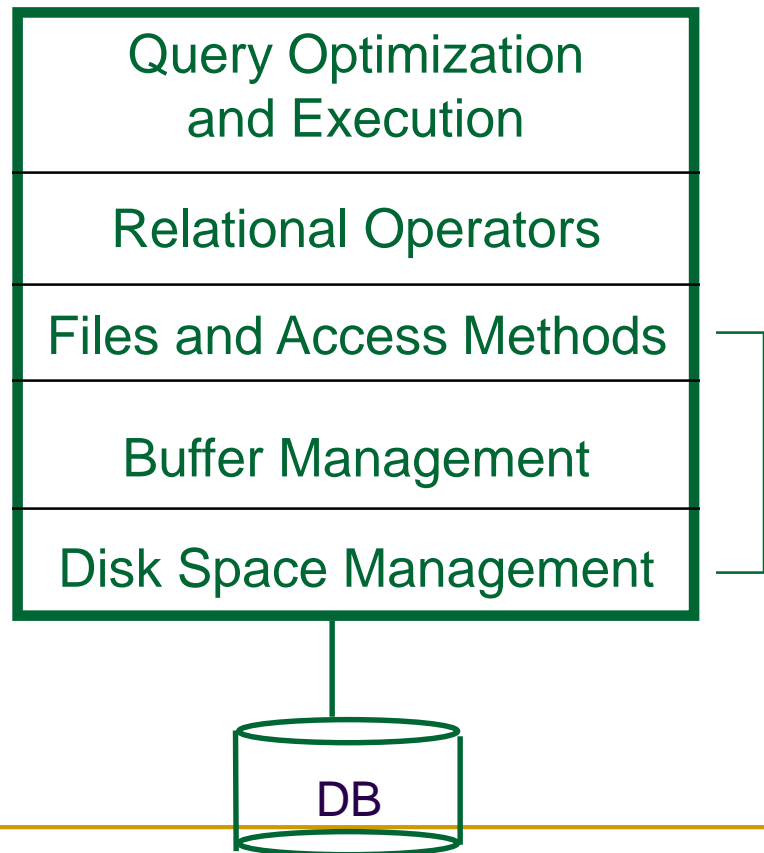 Query Optimization
and Execution
Relational Operators
Files and Access Methods
Buffer Management
Disk Space Management
DB